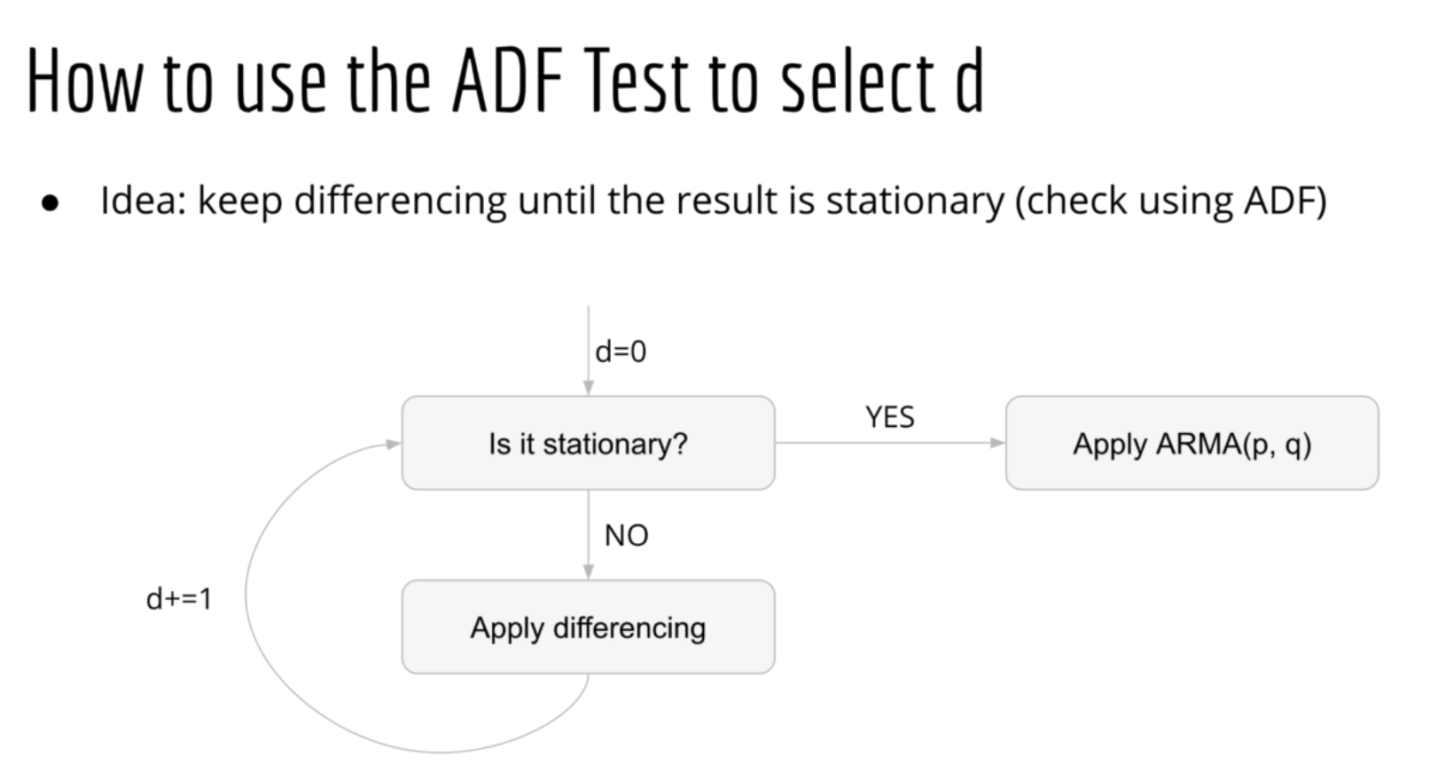 How to use the ADF Test to select d
● Idea: keep differencing until the result is stationary (check using ADF)
d=0
Is it stationary?
YES
Apply ARMA(p, q)
NO
d+=1
Apply differencing